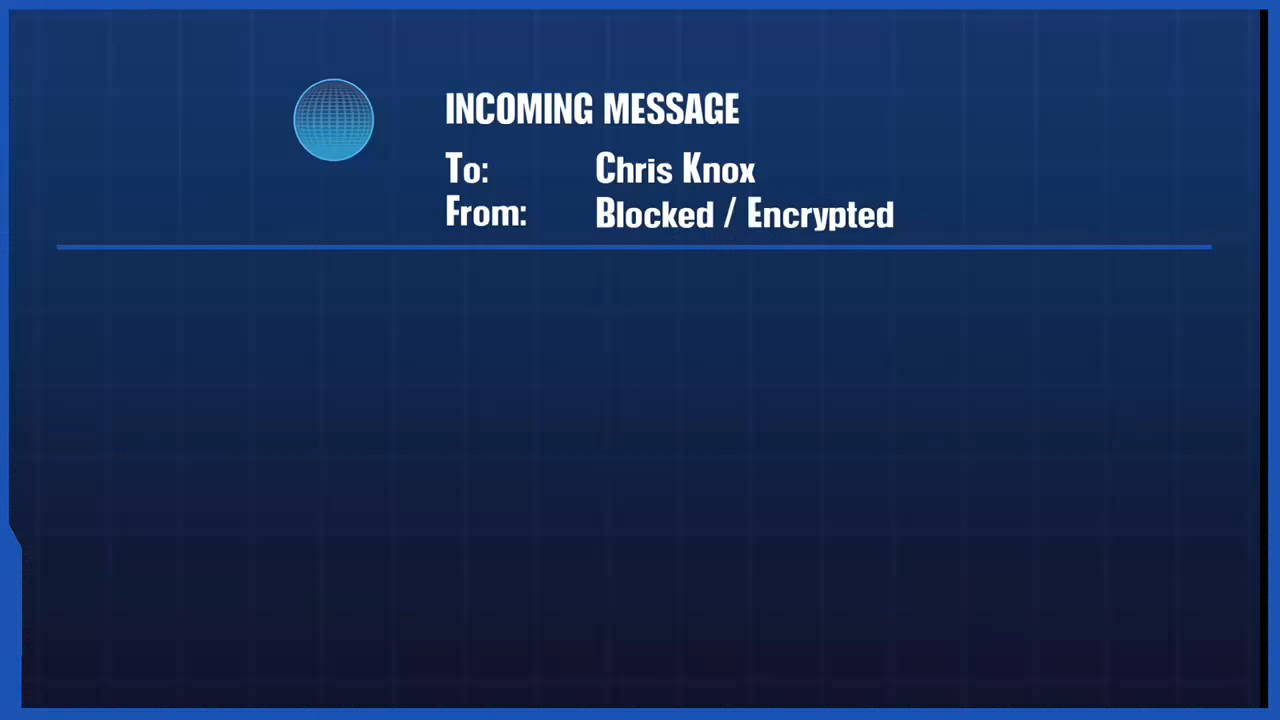 INCOMING MESSAGE
To: Chris Knox
From: Blocked / Encrypted